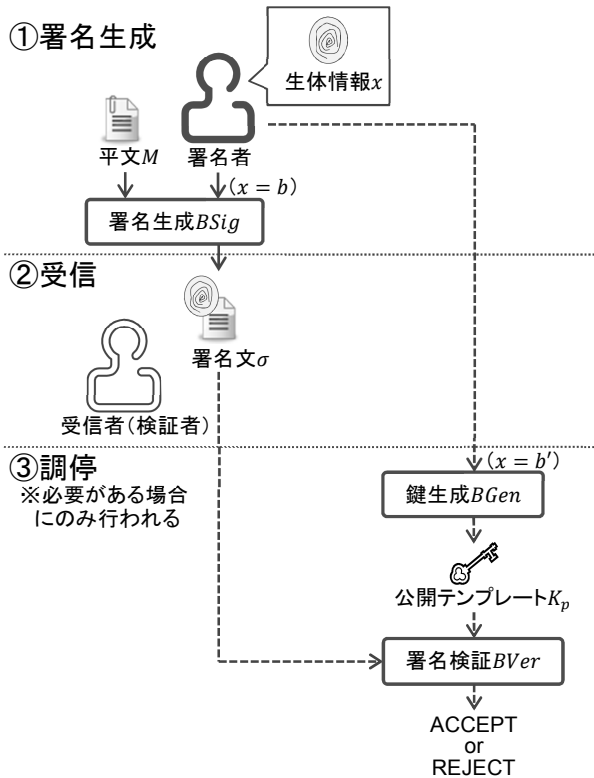 ①署名生成
生体情報x
平文M
署名者
(x = b)
署名生成BSig
②受信
署名文σ
受信者(検証者)
③調停
※必要がある場合
にのみ行われる
(x = b′)
鍵生成BGen
公開テンプレートK_p
署名検証BVer
ACCEPT
or
REJECT